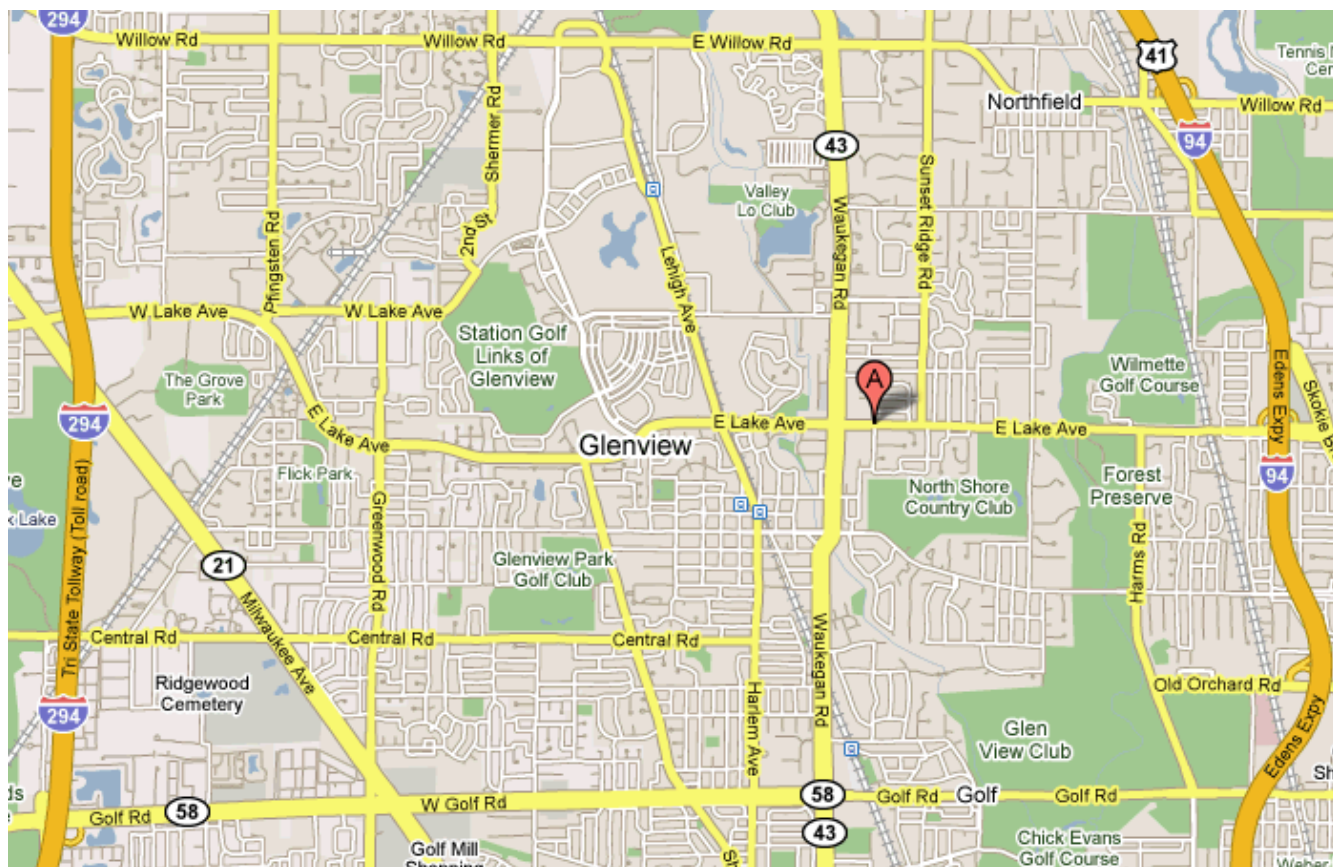 294
Willow Rd
Willow Rd
E Willow Rd
41
Tennis
Cen
Northfield
Willow Rd
43
94
Shermer Rd
Sunset Ridge Rd
Valley
Lo Club
Waukegan Rd
Pfingsten Rd
2nd St
Lehigh Ave
W Lake Ave
W Lake Ave
Station Golf
Links of
Glenview
Wilmette
Golf Course
Edens Expy
Skokie B
The Grove
Park
A
294
E Lake Ave
E Lake Ave
E Lake Ave
Glenview
Flick Park
Forest
Preserve
94
North Shore
Country Club
Lake
Greenwood Rd
Harms Rd
Tri State Tollway (Toll road)
21
Glenview Park
Golf Club
Milwaukee Ave
Central Rd
Central Rd
Central Rd
Waukegan Rd
Ridgewood
Cemetery
Old Orchard Rd
294
Harlem Ave
Glen
View Club
Edens Expy
Sh
ds
58
W Golf Rd
58
Golf Rd
Golf
Golf Rd
Golf Rd
43
Golf Mill
Chick Evans
Golf Course